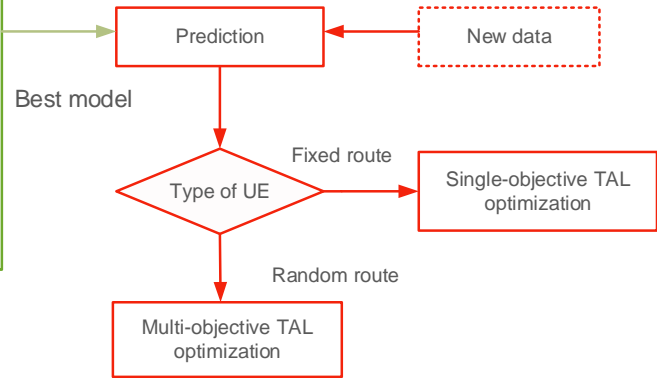 Prediction
New data
Best model
Fixed route
Type of UE
Single-objective TAL
optimization
Random route
Multi-objective TAL
optimization